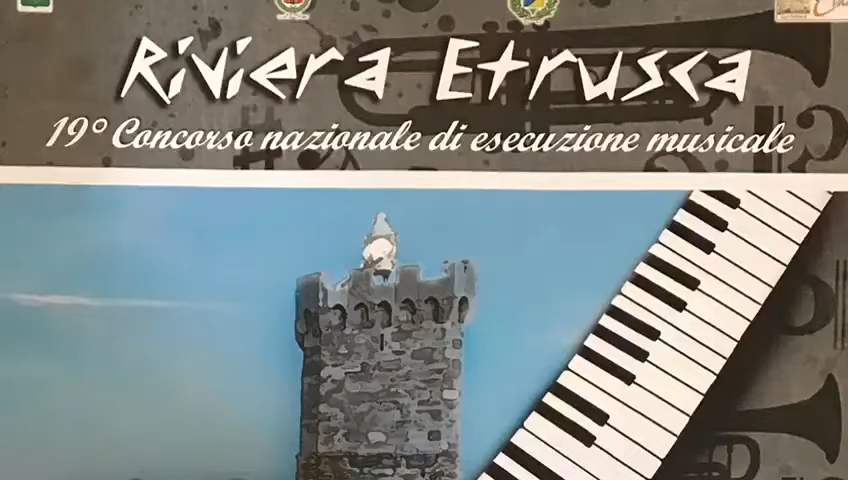 Riviera Etrusca
19° Concorso nazionale di esecuzione musicale